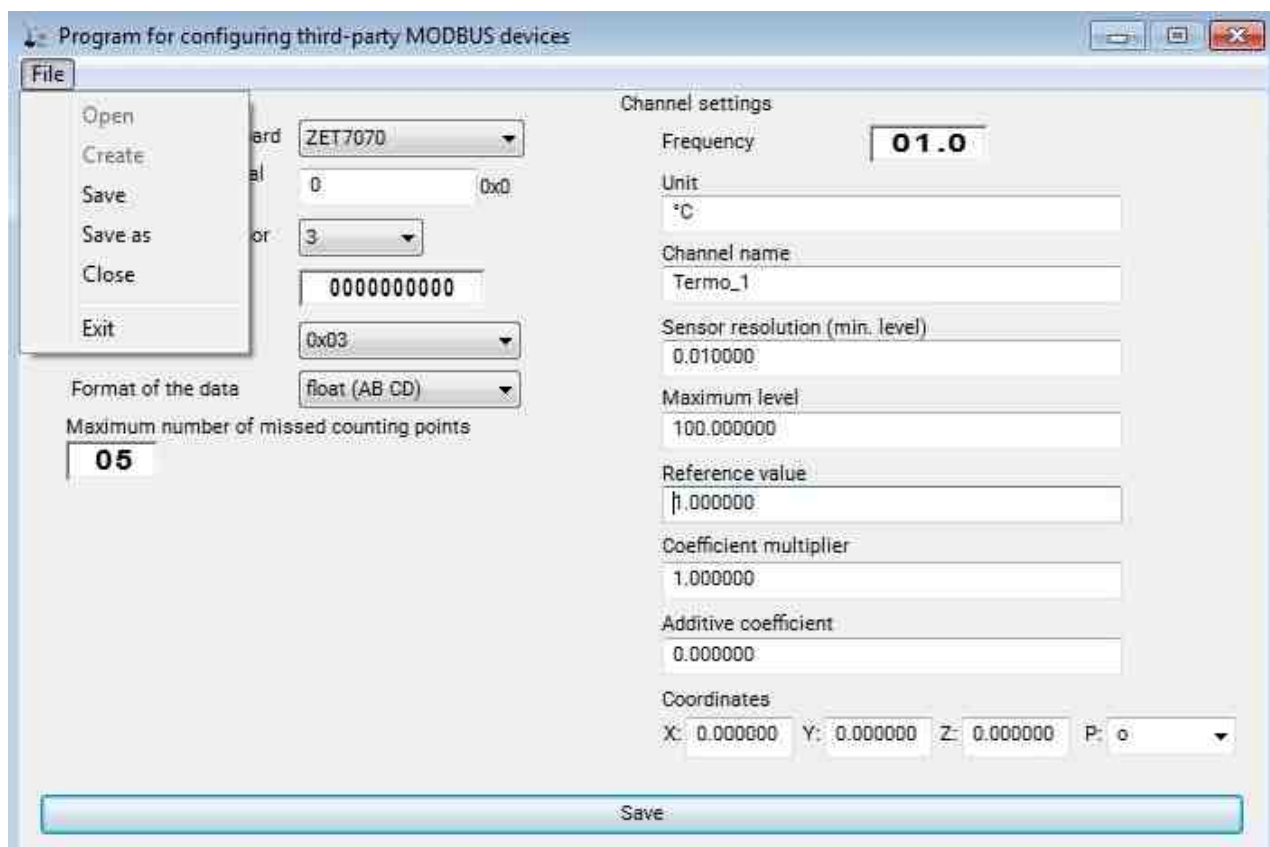 Program for configuring third-party MODBUS devices
File
Open
Create
Save
Save as
Close
Exit
ard ZET7070
al 0 0x0
or 3
0000000000
0x03
Format of the data float (AB CD)
Maximum number of missed counting points
05
Channel settings
Frequency 01.0
Unit
°C
Channel name
Termo_1
Sensor resolution (min. level)
0.010000
Maximum level
100.000000
Reference value
1.000000
Coefficient multiplier
1.000000
Additive coefficient
0.000000
Coordinates
X: 0.000000 Y: 0.000000 Z: 0.000000 P: o
Save